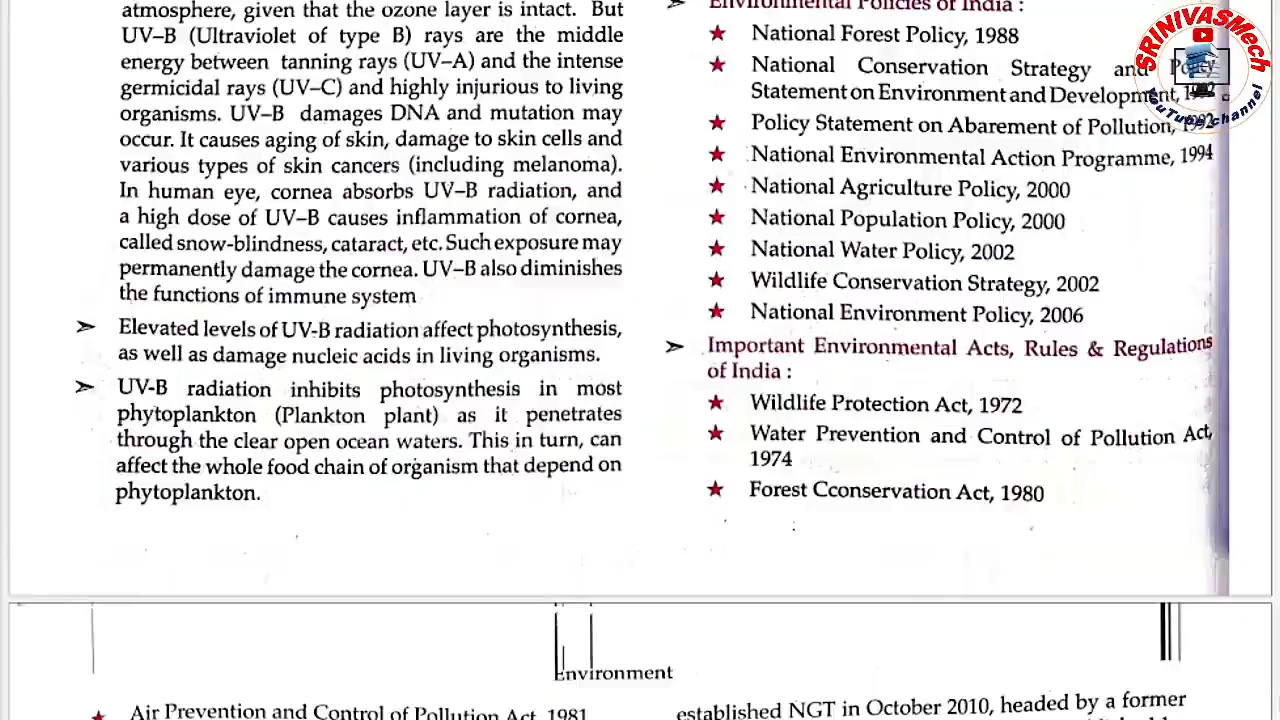 atmosphere, given that the ozone layer is intact. But
UV–B (Ultraviolet of type B) rays are the middle
energy between tanning rays (UV–A) and the intense
germicidal rays (UV–C) and highly injurious to living
organisms. UV–B damages DNA and mutation may
occur. It causes aging of skin, damage to skin cells and
various types of skin cancers (including melanoma).
In human eye, cornea absorbs UV–B radiation, and
a high dose of UV–B causes inflammation of cornea,
called snow-blindness, cataract, etc. Such exposure may
permanently damage the cornea. UV–B also diminishes
the functions of immune system
➢ Elevated levels of UV-B radiation affect photosynthesis,
as well as damage nucleic acids in living organisms.
➢ UV-B radiation inhibits photosynthesis in most
phytoplankton (Plankton plant) as it penetrates
through the clear open ocean waters. This in turn, can
affect the whole food chain of organism that depend on
phytoplankton.
➢ Environmental Policies of India :
★ National Forest Policy, 1988
★ National Conservation Strategy and Policy
Statement on Environment and Development, 1992
★ Policy Statement on Abarement of Pollution, 1992
★ National Environmental Action Programme, 1994
★ National Agriculture Policy, 2000
★ National Population Policy, 2000
★ National Water Policy, 2002
★ Wildlife Conservation Strategy, 2002
★ National Environment Policy, 2006
➢ Important Environmental Acts, Rules & Regulations
of India :
★ Wildlife Protection Act, 1972
★ Water Prevention and Control of Pollution Act,
1974
★ Forest Cconservation Act, 1980
SRINIVASMech
YouTube channel
Environment
★ Air Prevention and Control of Pollution Act, 1981
established NGT in October 2010, headed by a former